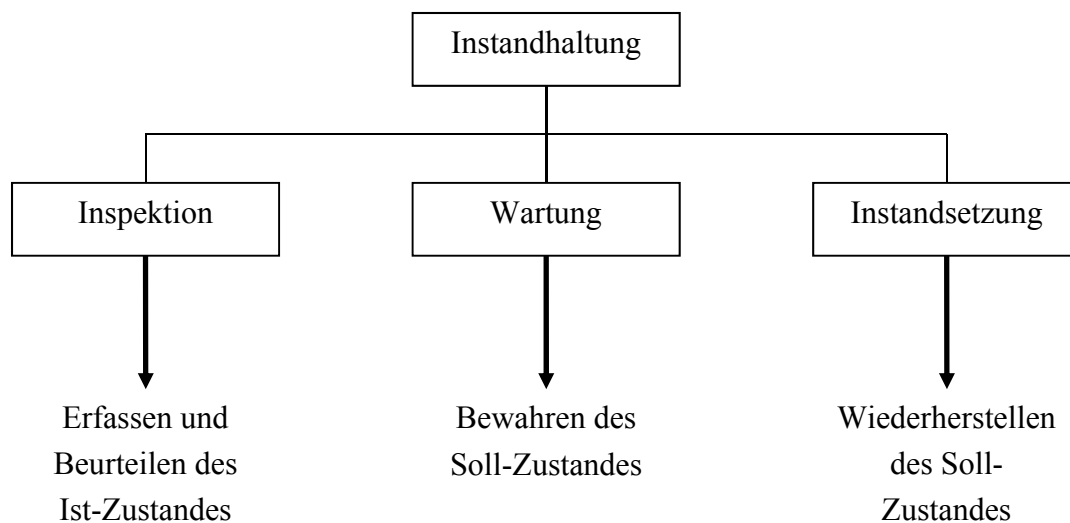 Instandhaltung
Inspektion
Wartung
Instandsetzung
Erfassen und
Beurteilen des
Ist-Zustandes
Bewahren des
Soll-Zustandes
Wiederherstellen
des Soll-
Zustandes